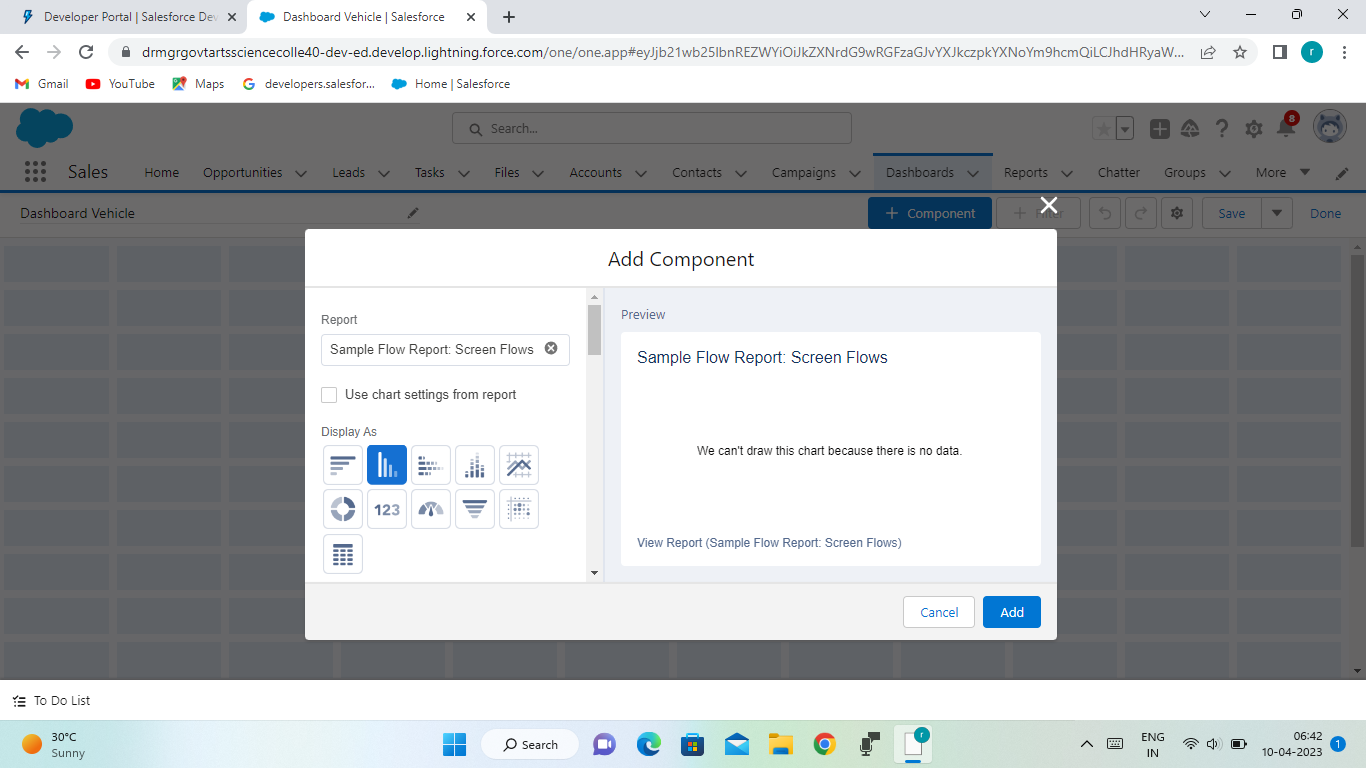 Developer Portal | Salesforce Dev
Dashboard Vehicle | Salesforce
drmgrgovtartssciencecolle40-dev-ed.develop.lightning.force.com/one/one.app#eyJjb21wb25lbnREZWYiOiJkZXNrdG9wRGFzaGJvYXJkczpkYXNoYm9hcmQiLCJhdHRyaW...
r
Gmail
YouTube
Maps
developers.salesfor...
Home | Salesforce
Search...
8
Sales
Home
Opportunities
Leads
Tasks
Files
Accounts
Contacts
Campaigns
Dashboards
Reports
Chatter
Groups
More
Dashboard Vehicle
+ Component
+ Filter
Save
Done
Add Component
Report
Sample Flow Report: Screen Flows
Use chart settings from report
Display As
123
Preview
Sample Flow Report: Screen Flows
We can't draw this chart because there is no data.
View Report (Sample Flow Report: Screen Flows)
Cancel
Add
To Do List
30°C
Sunny
Search
r
ENG
IN
06:42
10-04-2023
1